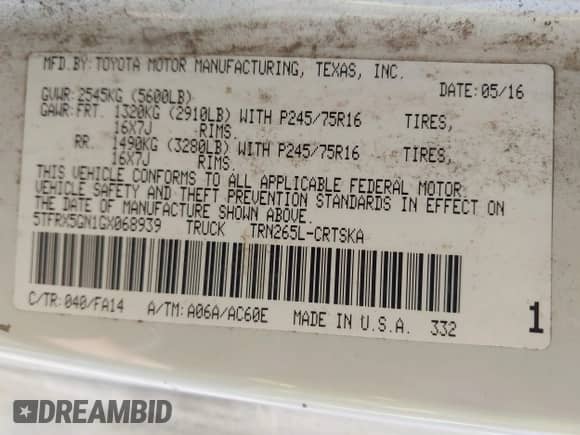 MFD.BY:TOYOTA MOTOR MANUFACTURING, TEXAS, INC.
DATE:05/16
GVWR:2545KG (5600LB)
GAWR:FRT. 1320KG (2910LB) WITH P245/75R16 TIRES,
16X7J RIMS.
RR. 1490KG (3280LB) WITH P245/75R16 TIRES,
16X7J RIMS.
THIS VEHICLE CONFORMS TO ALL APPLICABLE FEDERAL MOTOR
VEHICLE SAFETY AND THEFT PREVENTION STANDARDS IN EFFECT ON
THE DATE OF MANUFACTURE SHOWN ABOVE.
5TFRX5GN1GX068939 TRUCK TRN265L-CRTSKA
C/TR:040/FA14 A/TM:A06A/AC60E MADE IN U.S.A. 332 1
DREAMBID